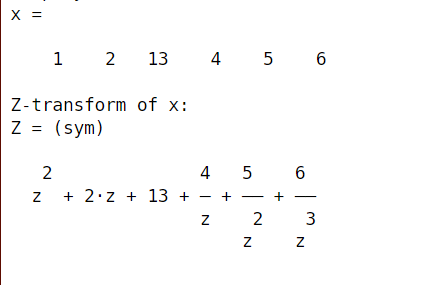 x =
1 2 13 4 5 6
Z-transform of x:
Z = (sym)
2 4 5 6
z + 2·z + 13 + ─ + ── + ──
z 2 3
z z